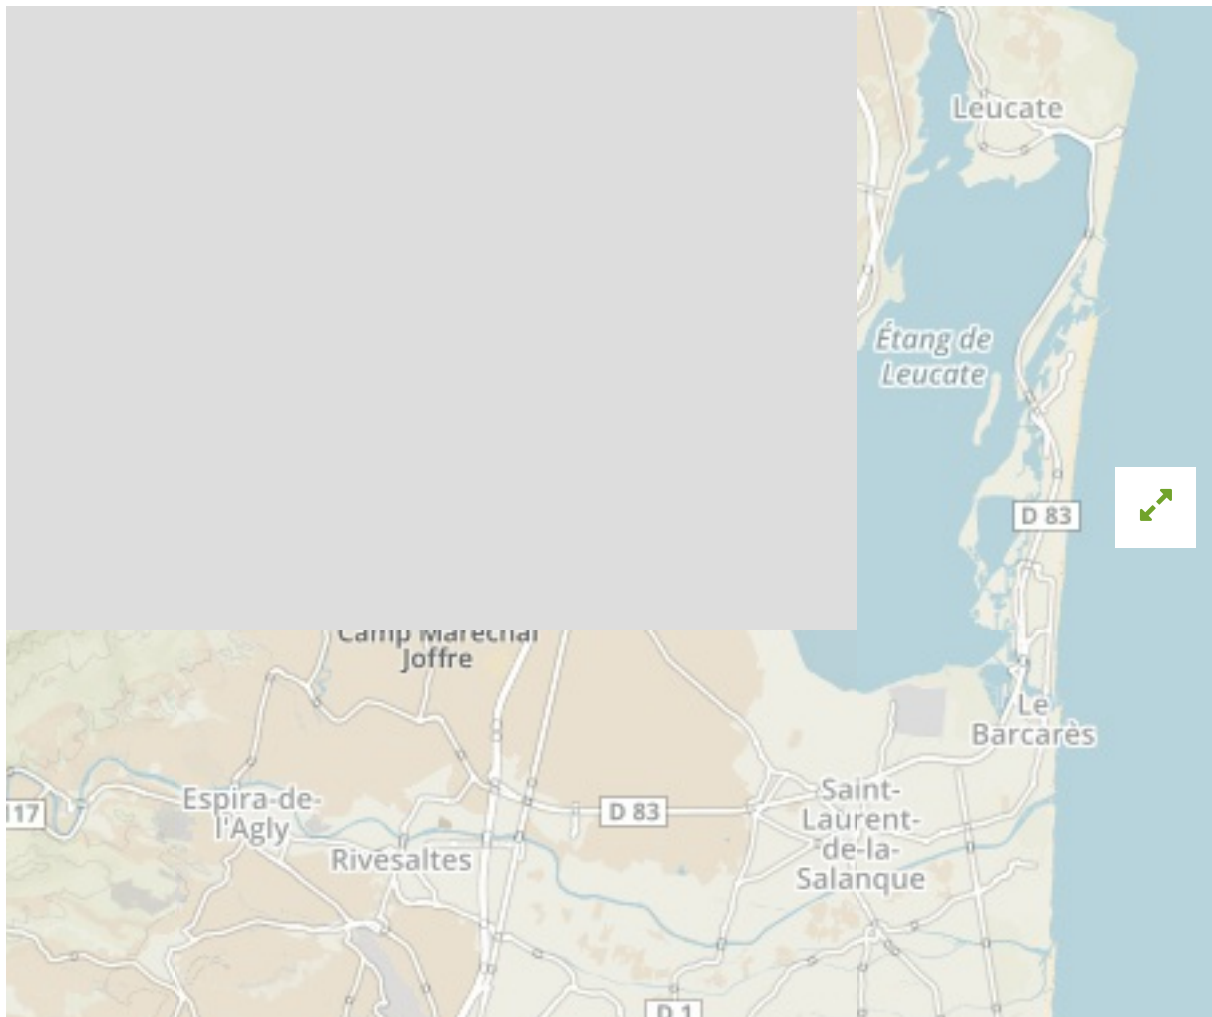 Leucate
Étang de
Leucate
D 83
Camp Maréchal
Joffre
Le
Barcarès
Espira-de-
l'Agly
117
D 83
Saint-
Laurent-
de-la-
Salanque
Rivesaltes
D 1